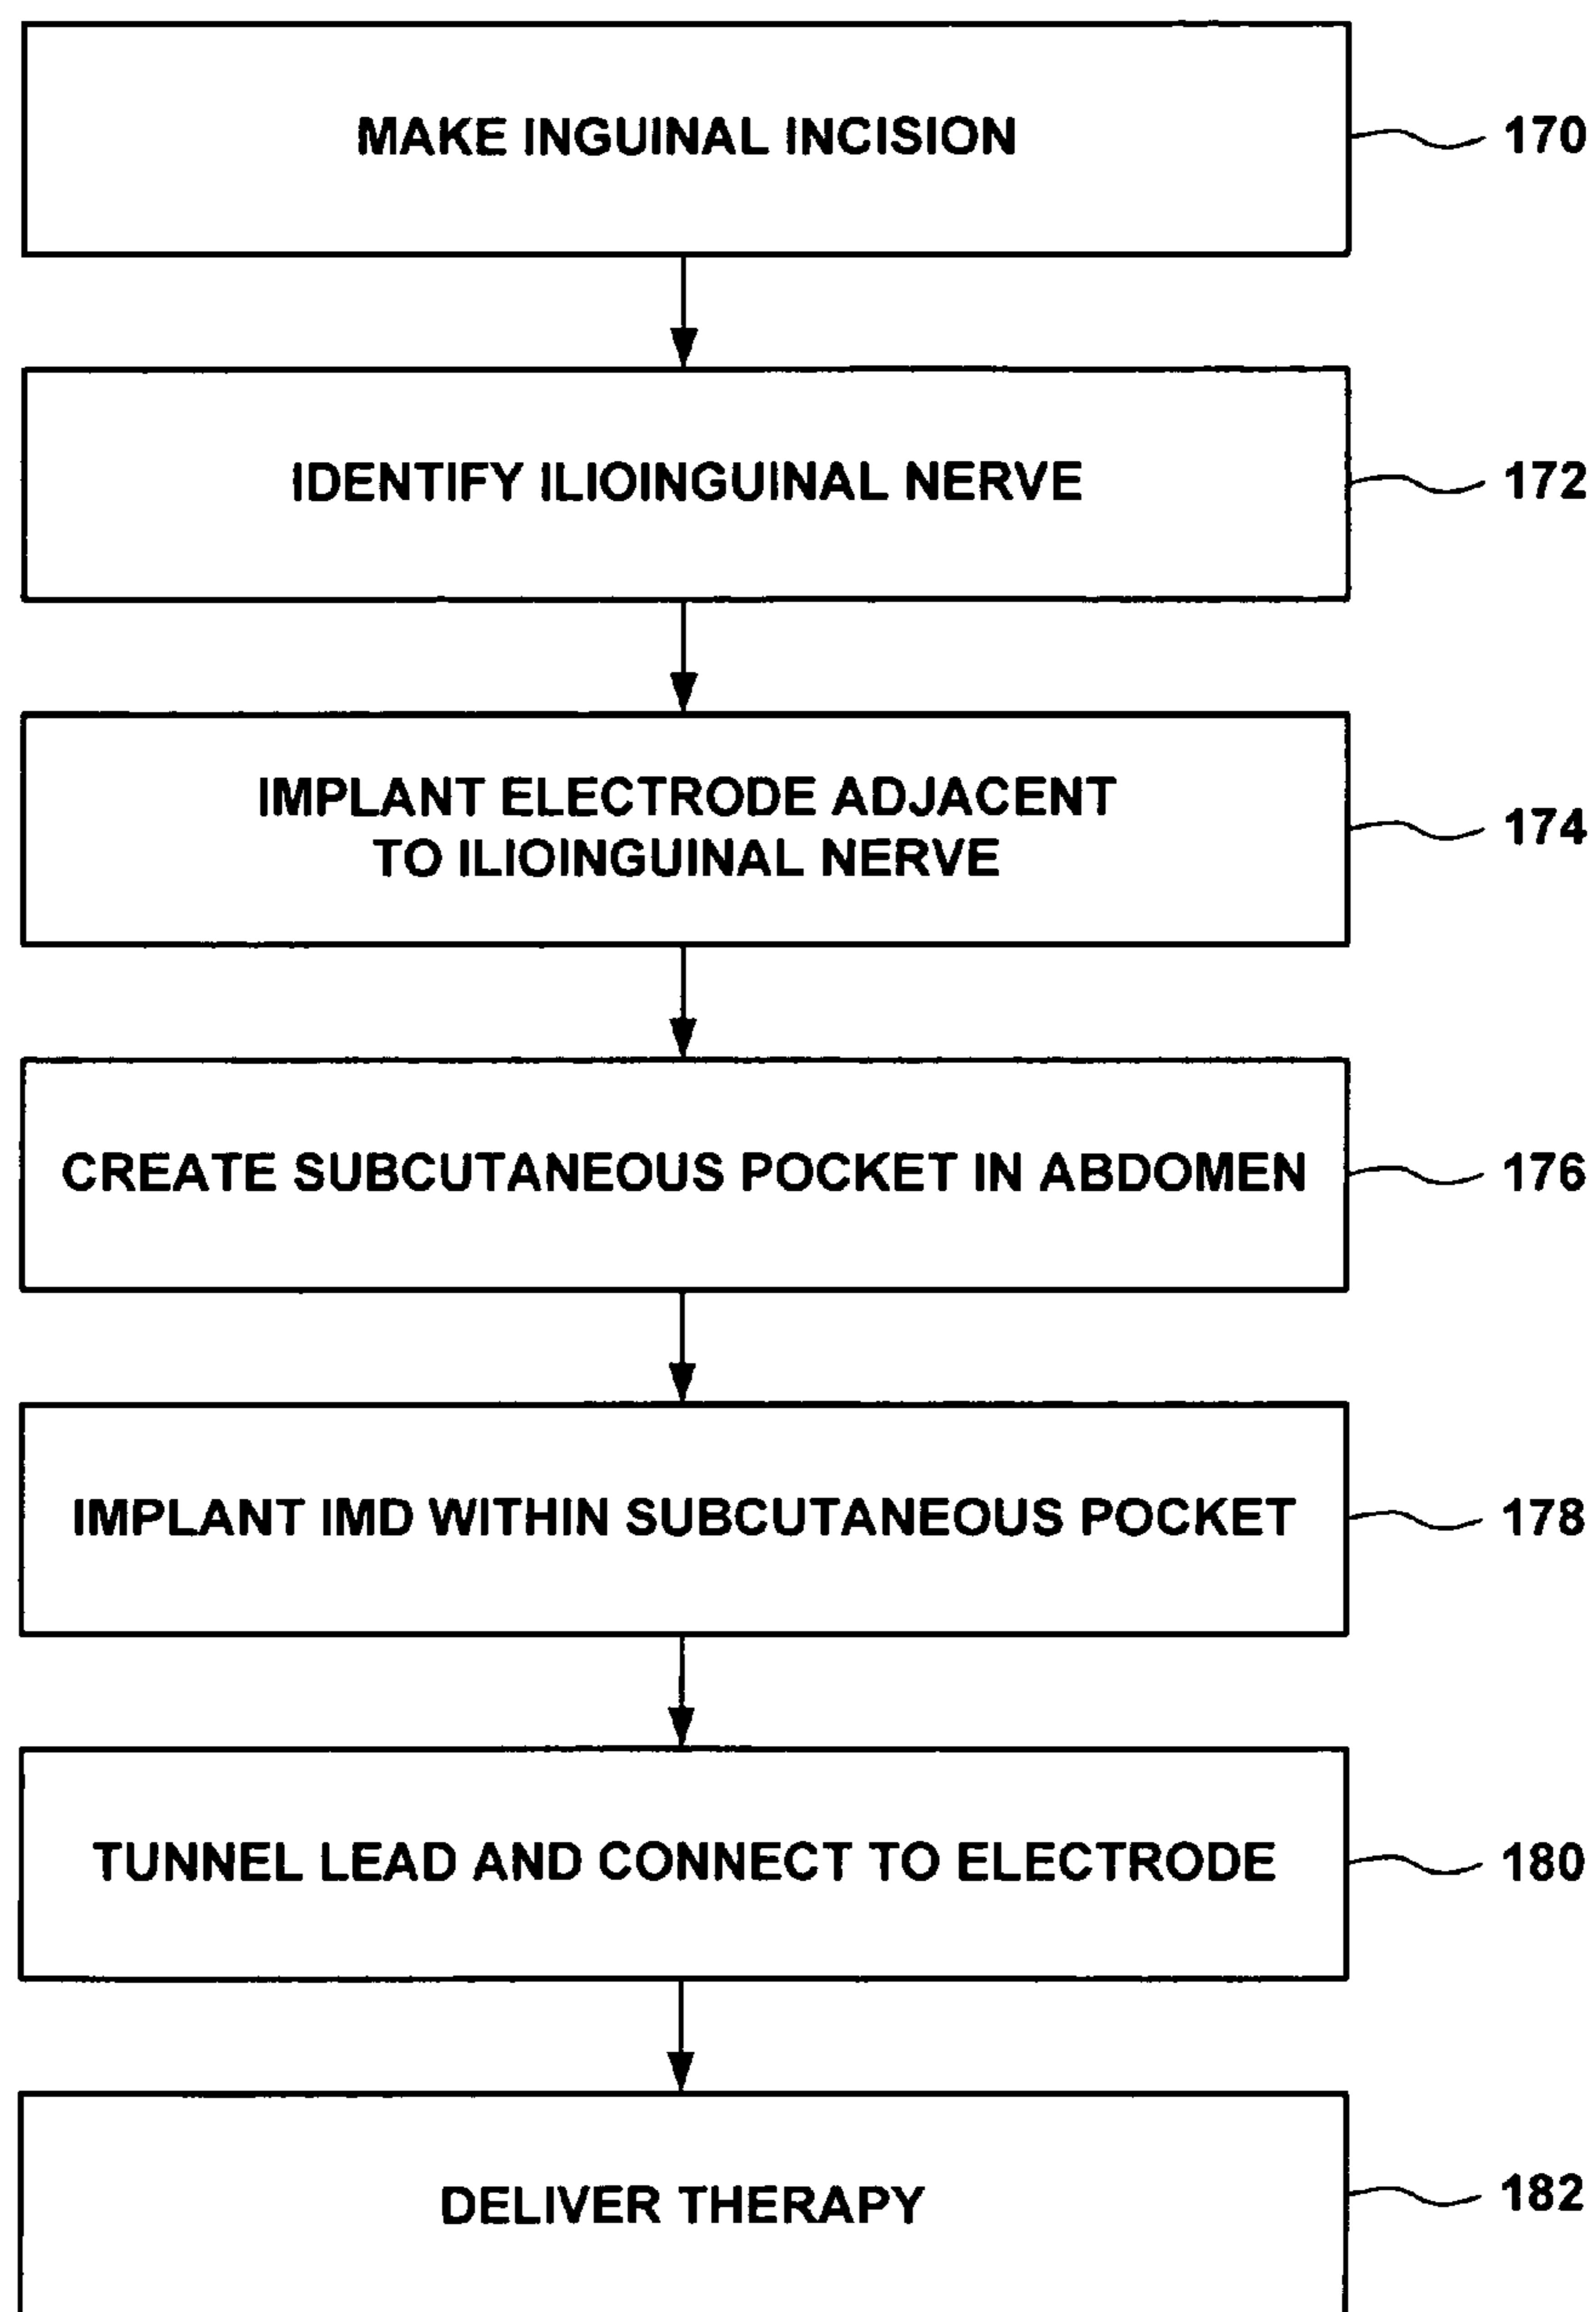 MAKE INGUINAL INCISION
170
IDENTIFY ILIOINGUINAL NERVE
172
IMPLANT ELECTRODE ADJACENT
TO ILIOINGUINAL NERVE
174
CREATE SUBCUTANEOUS POCKET IN ABDOMEN
176
IMPLANT IMD WITHIN SUBCUTANEOUS POCKET
178
TUNNEL LEAD AND CONNECT TO ELECTRODE
180
DELIVER THERAPY
182